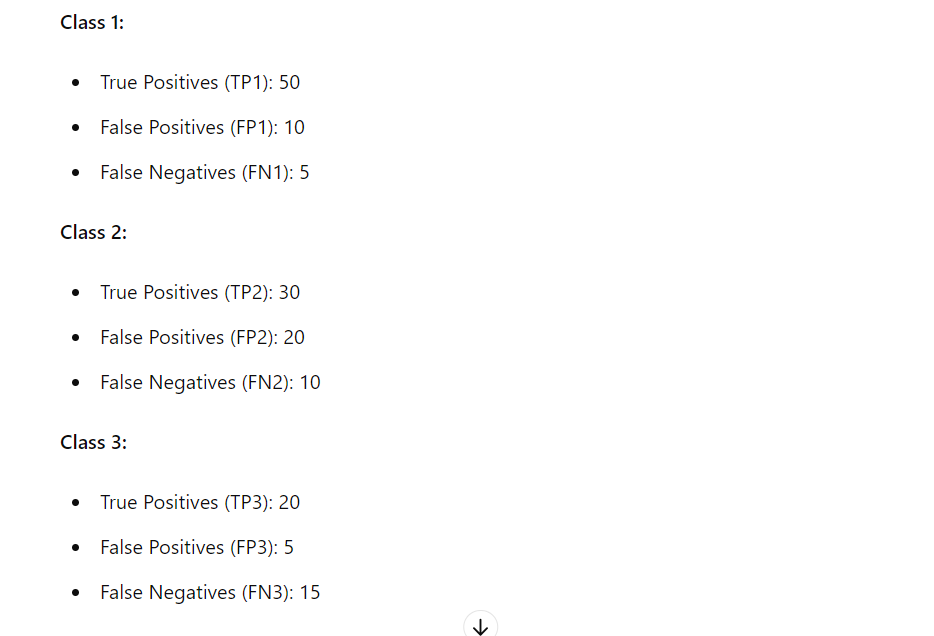 Class 1:
• True Positives (TP1): 50
• False Positives (FP1): 10
• False Negatives (FN1): 5
Class 2:
• True Positives (TP2): 30
• False Positives (FP2): 20
• False Negatives (FN2): 10
Class 3:
• True Positives (TP3): 20
• False Positives (FP3): 5
• False Negatives (FN3): 15